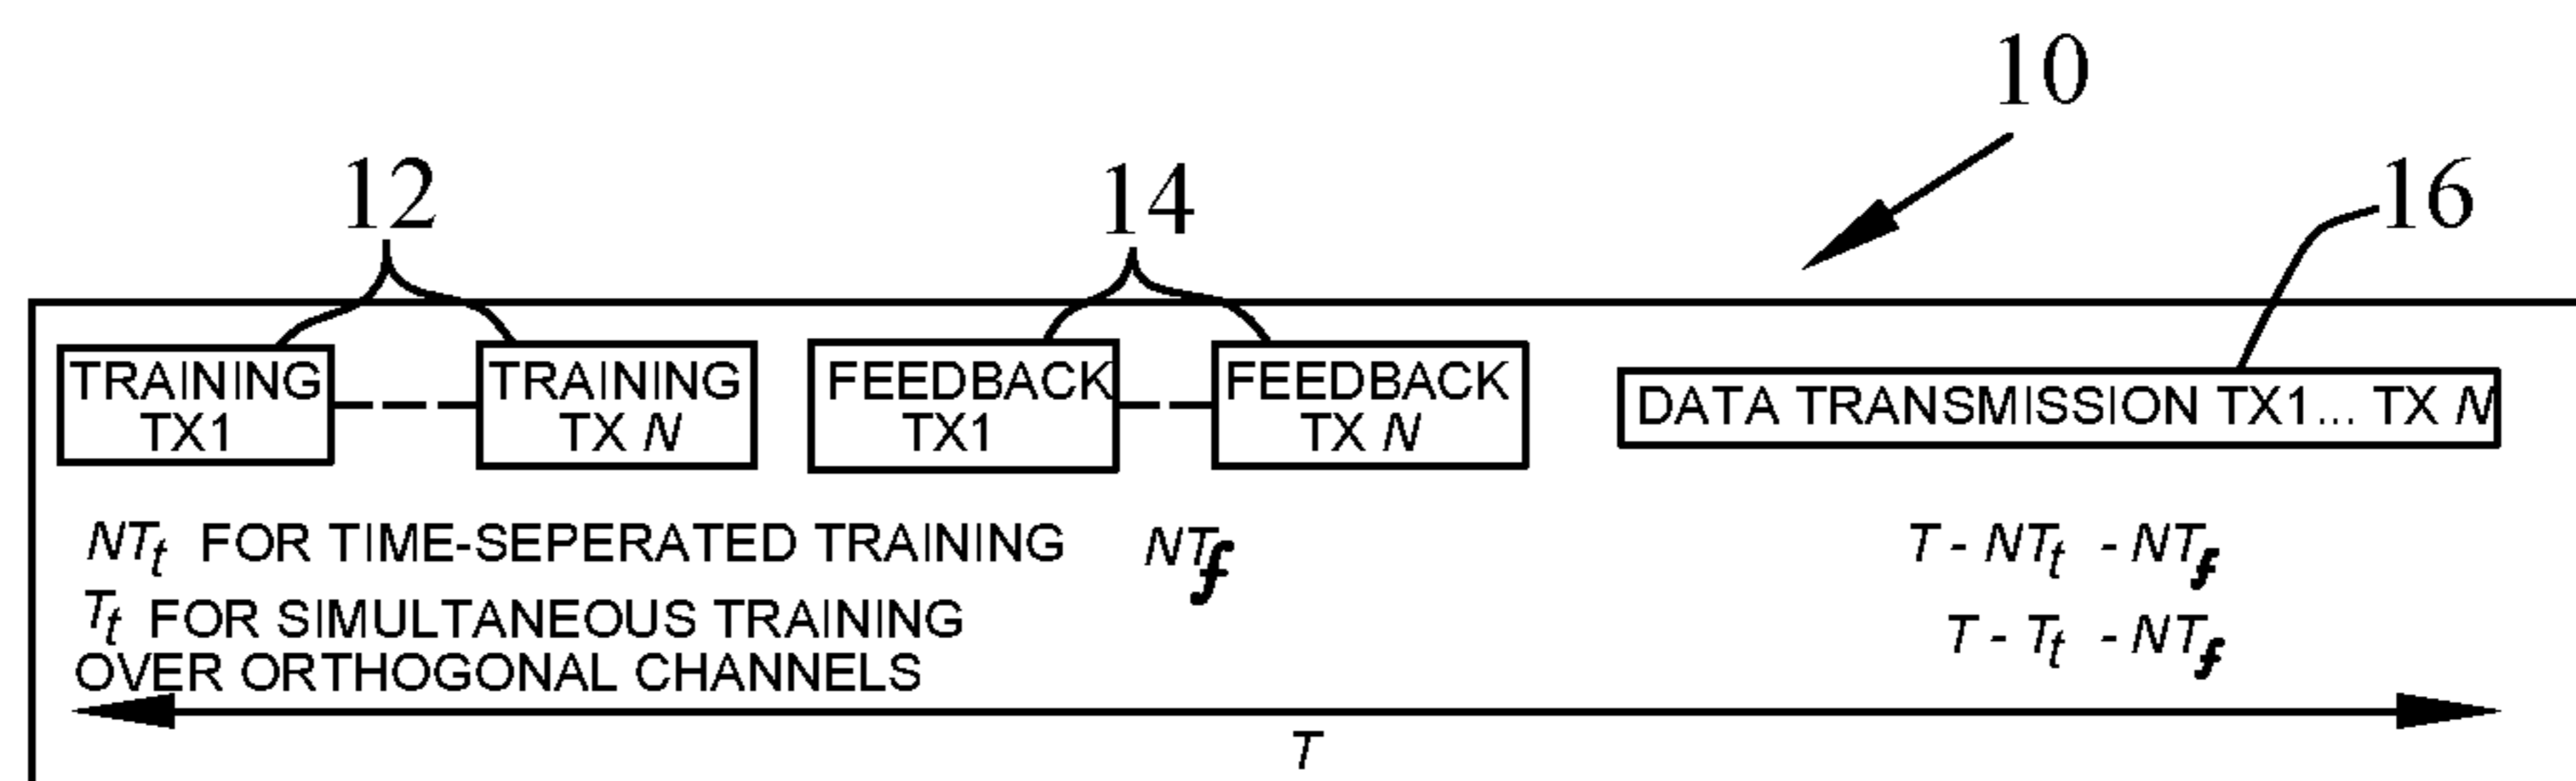 10
12
14
16
TRAINING TX1
TRAINING TX N
FEEDBACK TX1
FEEDBACK TX N
DATA TRANSMISSION TX1... TX N
NTt FOR TIME-SEPERATED TRAINING
NTf
T - NTt - NTf
Tt FOR SIMULTANEOUS TRAINING
OVER ORTHOGONAL CHANNELS
T - Tt - NTf
T